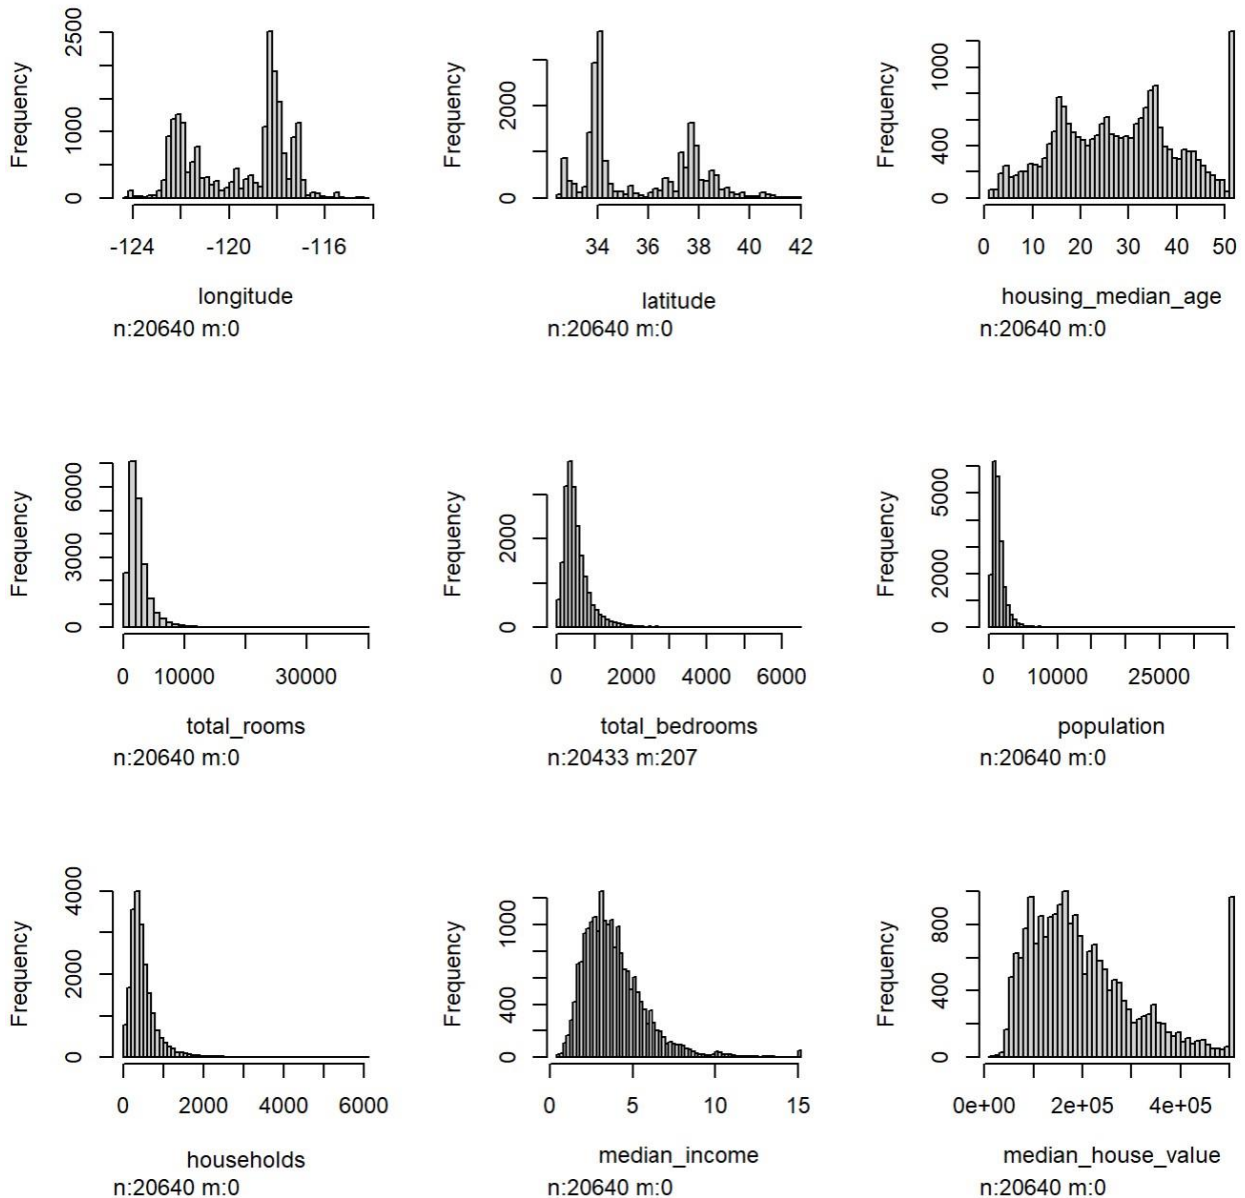 Frequency
0 1000 2500
-124 -120 -116
longitude
n:20640 m:0
Frequency
0 2000
34 36 38 40 42
latitude
n:20640 m:0
Frequency
0 400 1000
0 10 20 30 40 50
housing_median_age
n:20640 m:0
Frequency
0 3000 6000
0 10000 30000
total_rooms
n:20640 m:0
Frequency
0 2000
0 2000 4000 6000
total_bedrooms
n:20433 m:207
Frequency
0 2000 5000
0 10000 25000
population
n:20640 m:0
Frequency
0 2000 4000
0 2000 4000 6000
households
n:20640 m:0
Frequency
0 400 1000
0 5 10 15
median_income
n:20640 m:0
Frequency
0 400 800
0e+00 2e+05 4e+05
median_house_value
n:20640 m:0